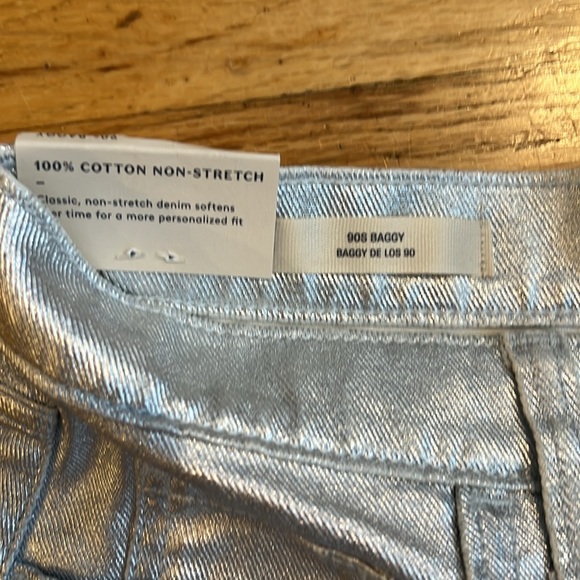 100% COTTON NON-STRETCH
–
Classic, non-stretch denim softens
over time for a more personalized fit
90S BAGGY
BAGGY DE LOS 90